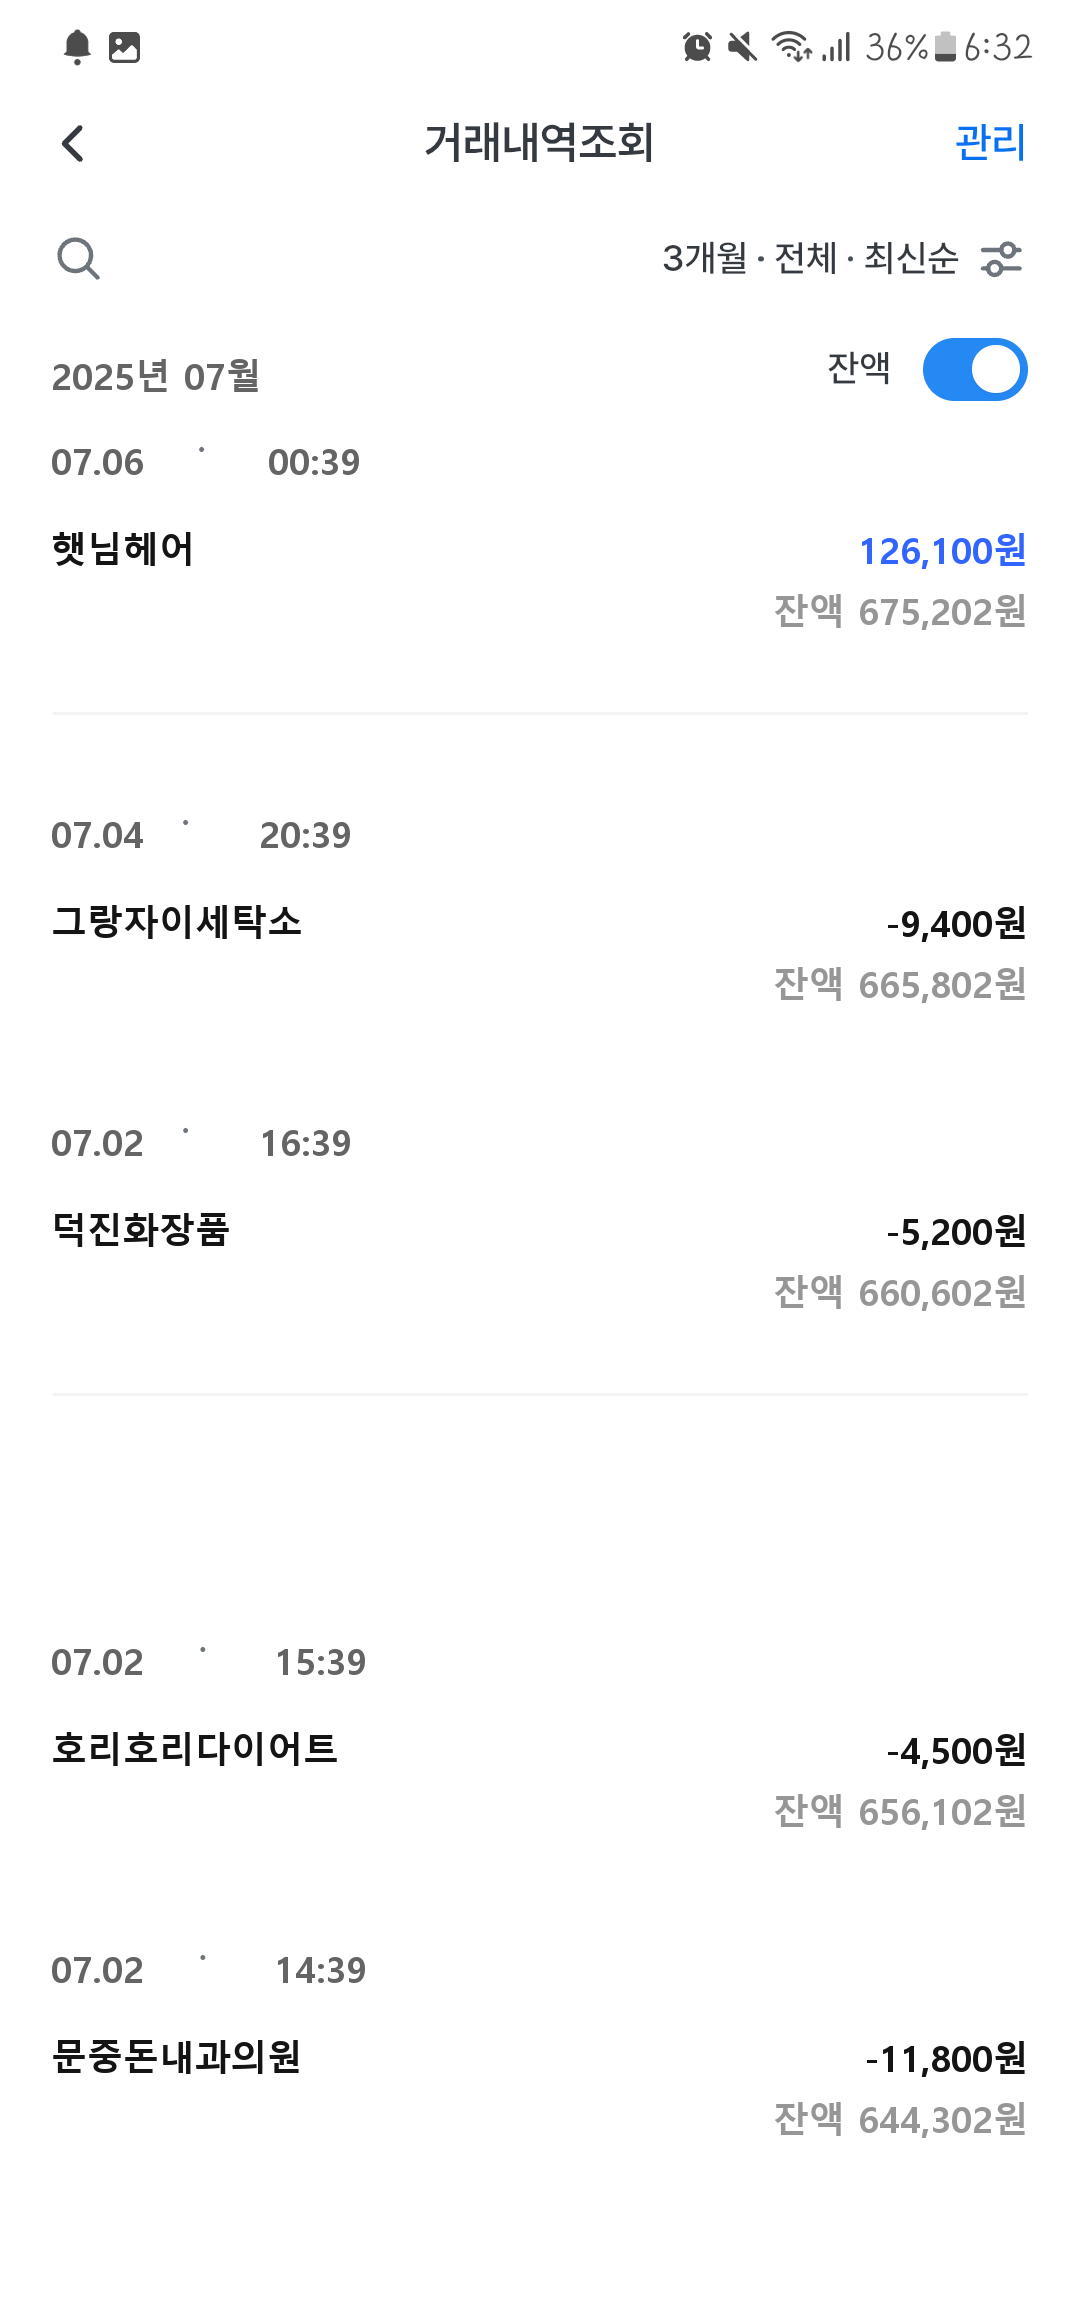 36% 6:32
거래내역조회 관리
3개월 · 전체 · 최신순
2025년 07월 잔액
07.06 · 00:39
햇님헤어 126,100원
잔액 675,202원
07.04 · 20:39
그랑자이세탁소 -9,400원
잔액 665,802원
07.02 · 16:39
덕진화장품 -5,200원
잔액 660,602원
07.02 · 15:39
호리호리다이어트 -4,500원
잔액 656,102원
07.02 · 14:39
문중돈내과의원 -11,800원
잔액 644,302원